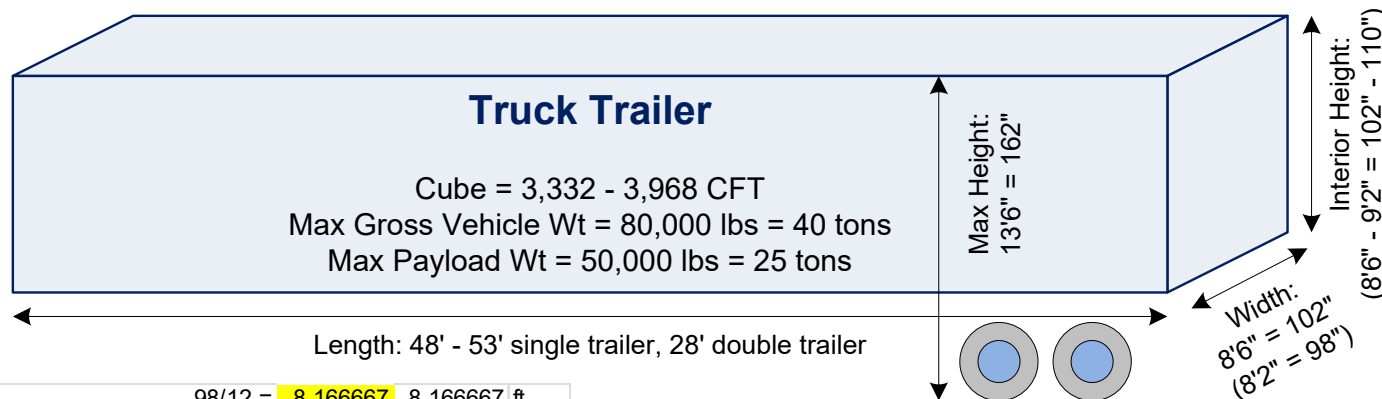 Truck Trailer
Cube = 3,332 - 3,968 CFT
Max Gross Vehicle Wt = 80,000 lbs = 40 tons
Max Payload Wt = 50,000 lbs = 25 tons
Max Height:
13'6" = 162"
Interior Height:
(8'6" - 9'2" = 102" - 110")
Width:
8'6" = 102"
(8'2" = 98")
Length: 48' - 53' single trailer, 28' double trailer
98/12 = 8.166667 8.166667 ft